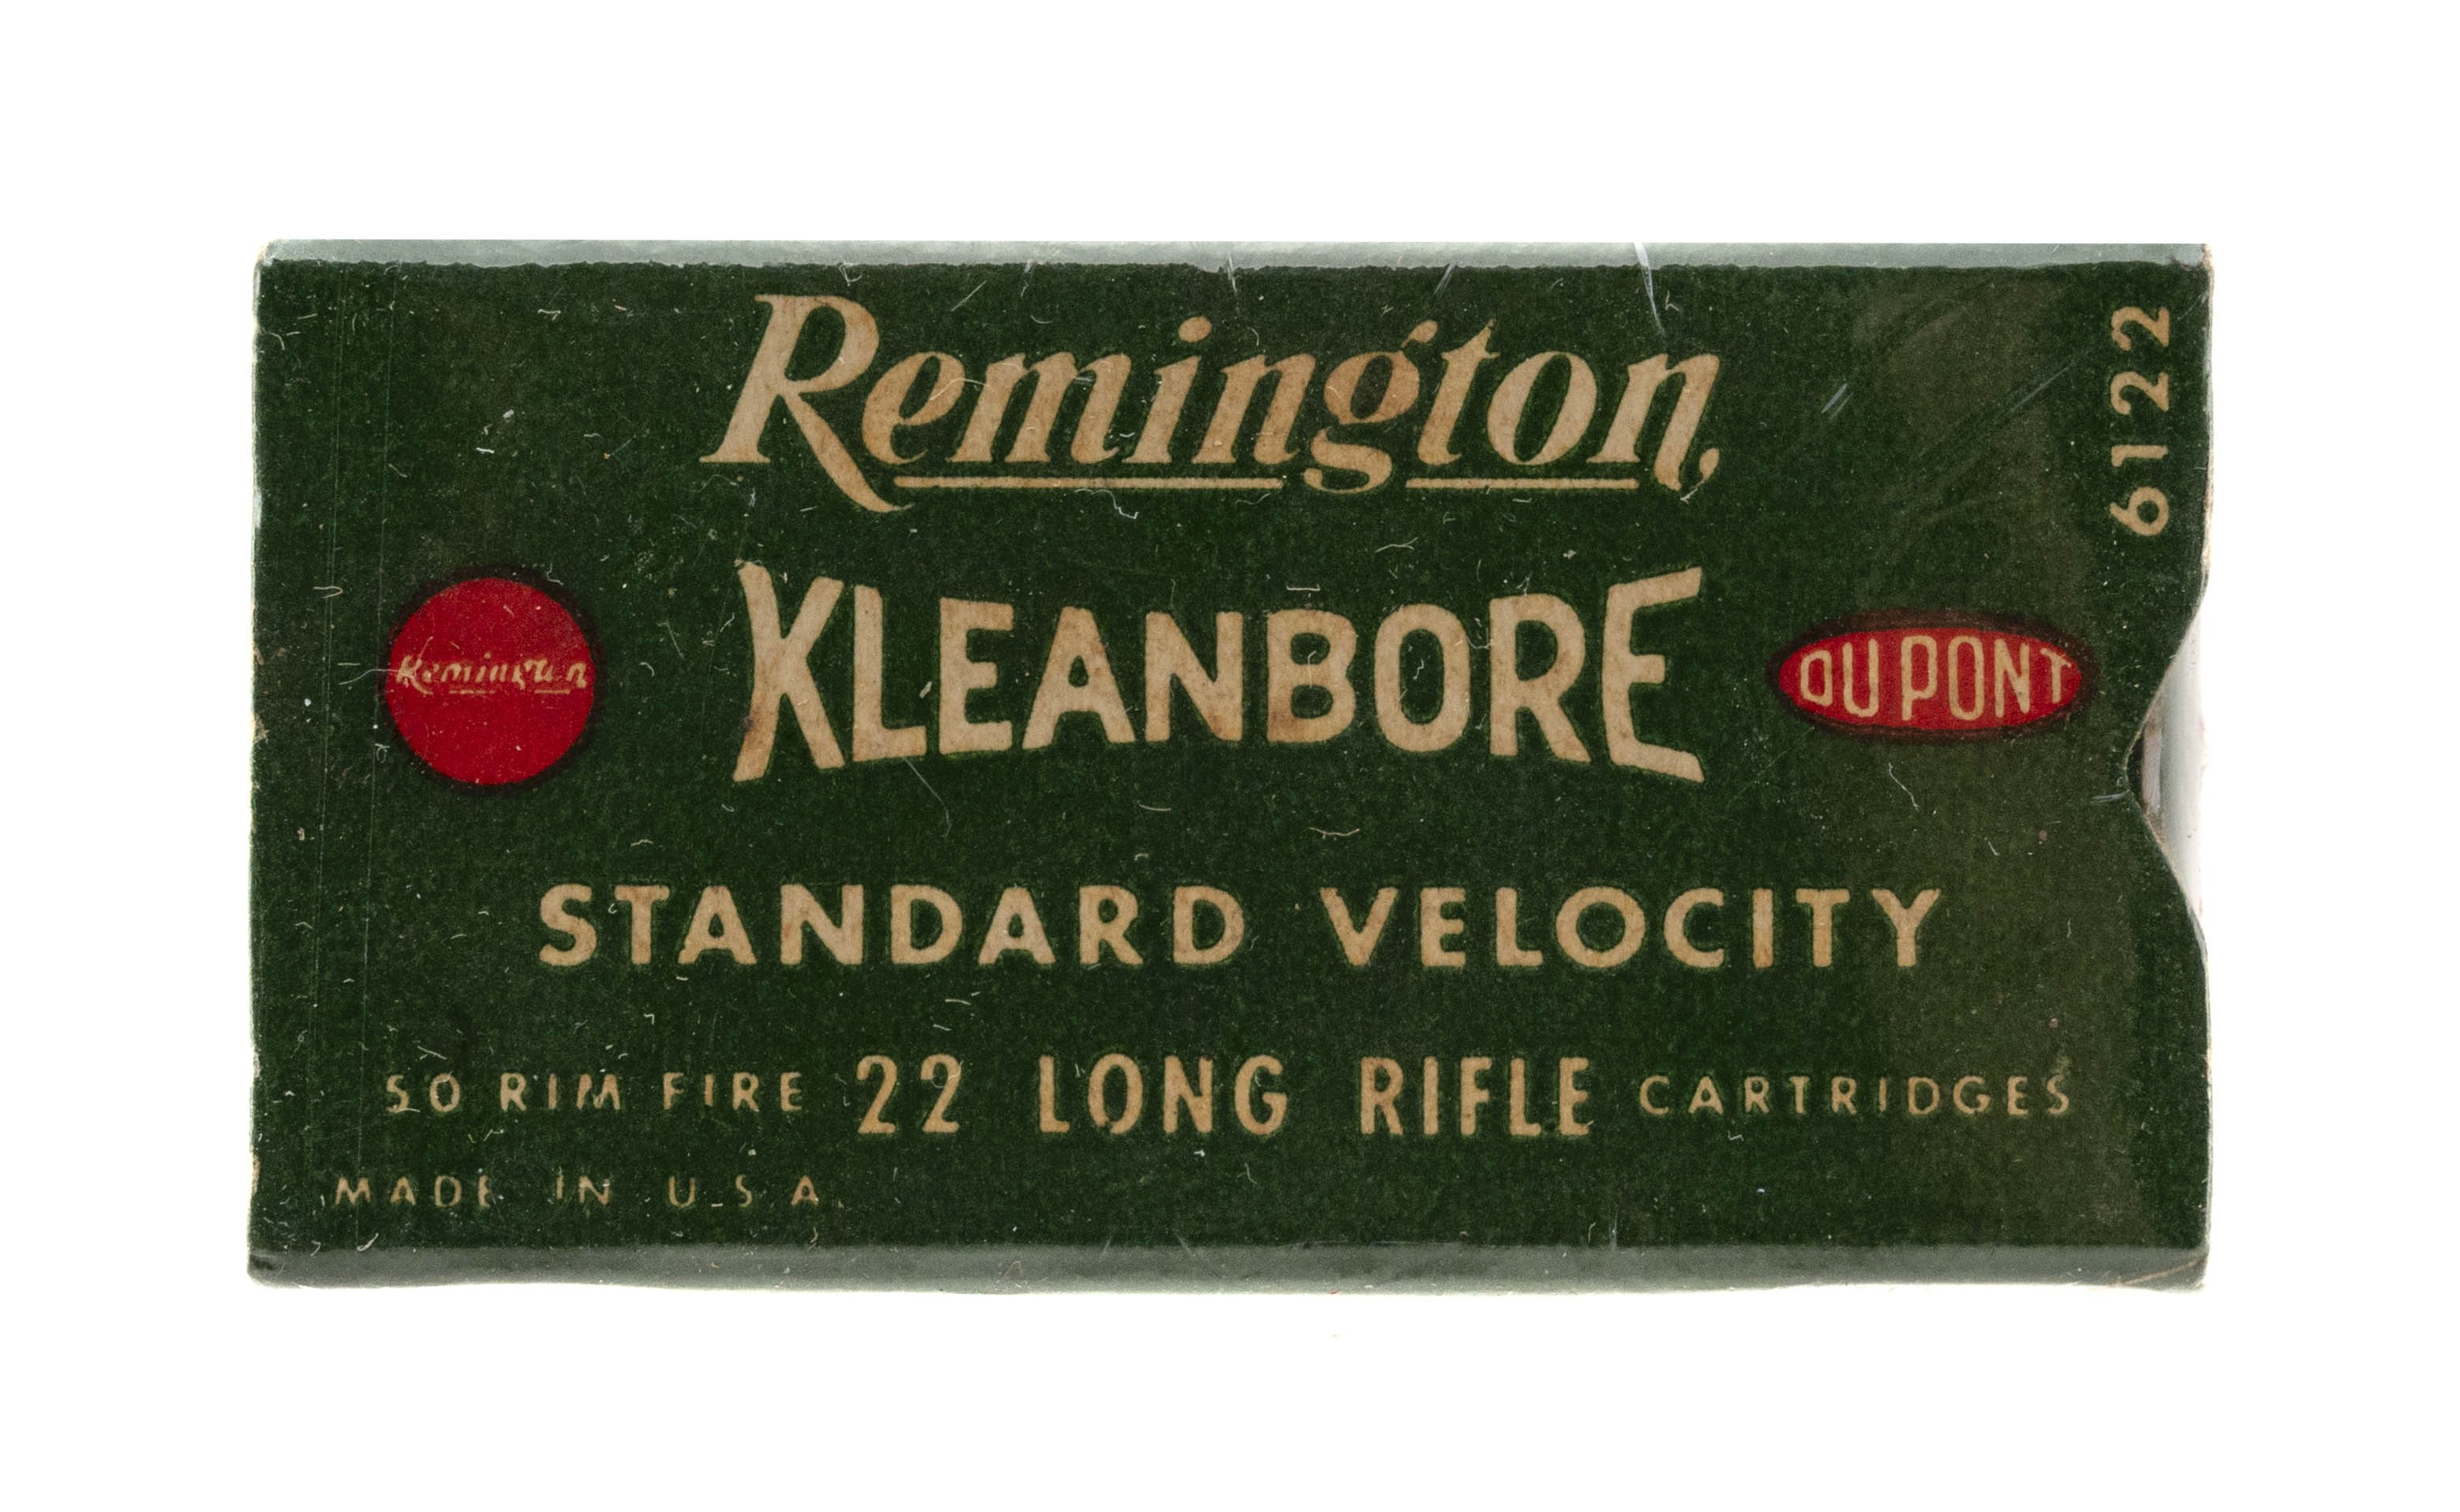 Remington,
6122
KLEANBORE
Remington
DU PONT
STANDARD VELOCITY
50 RIM FIRE 22 LONG RIFLE CARTRIDGES
MADE IN U.S.A.